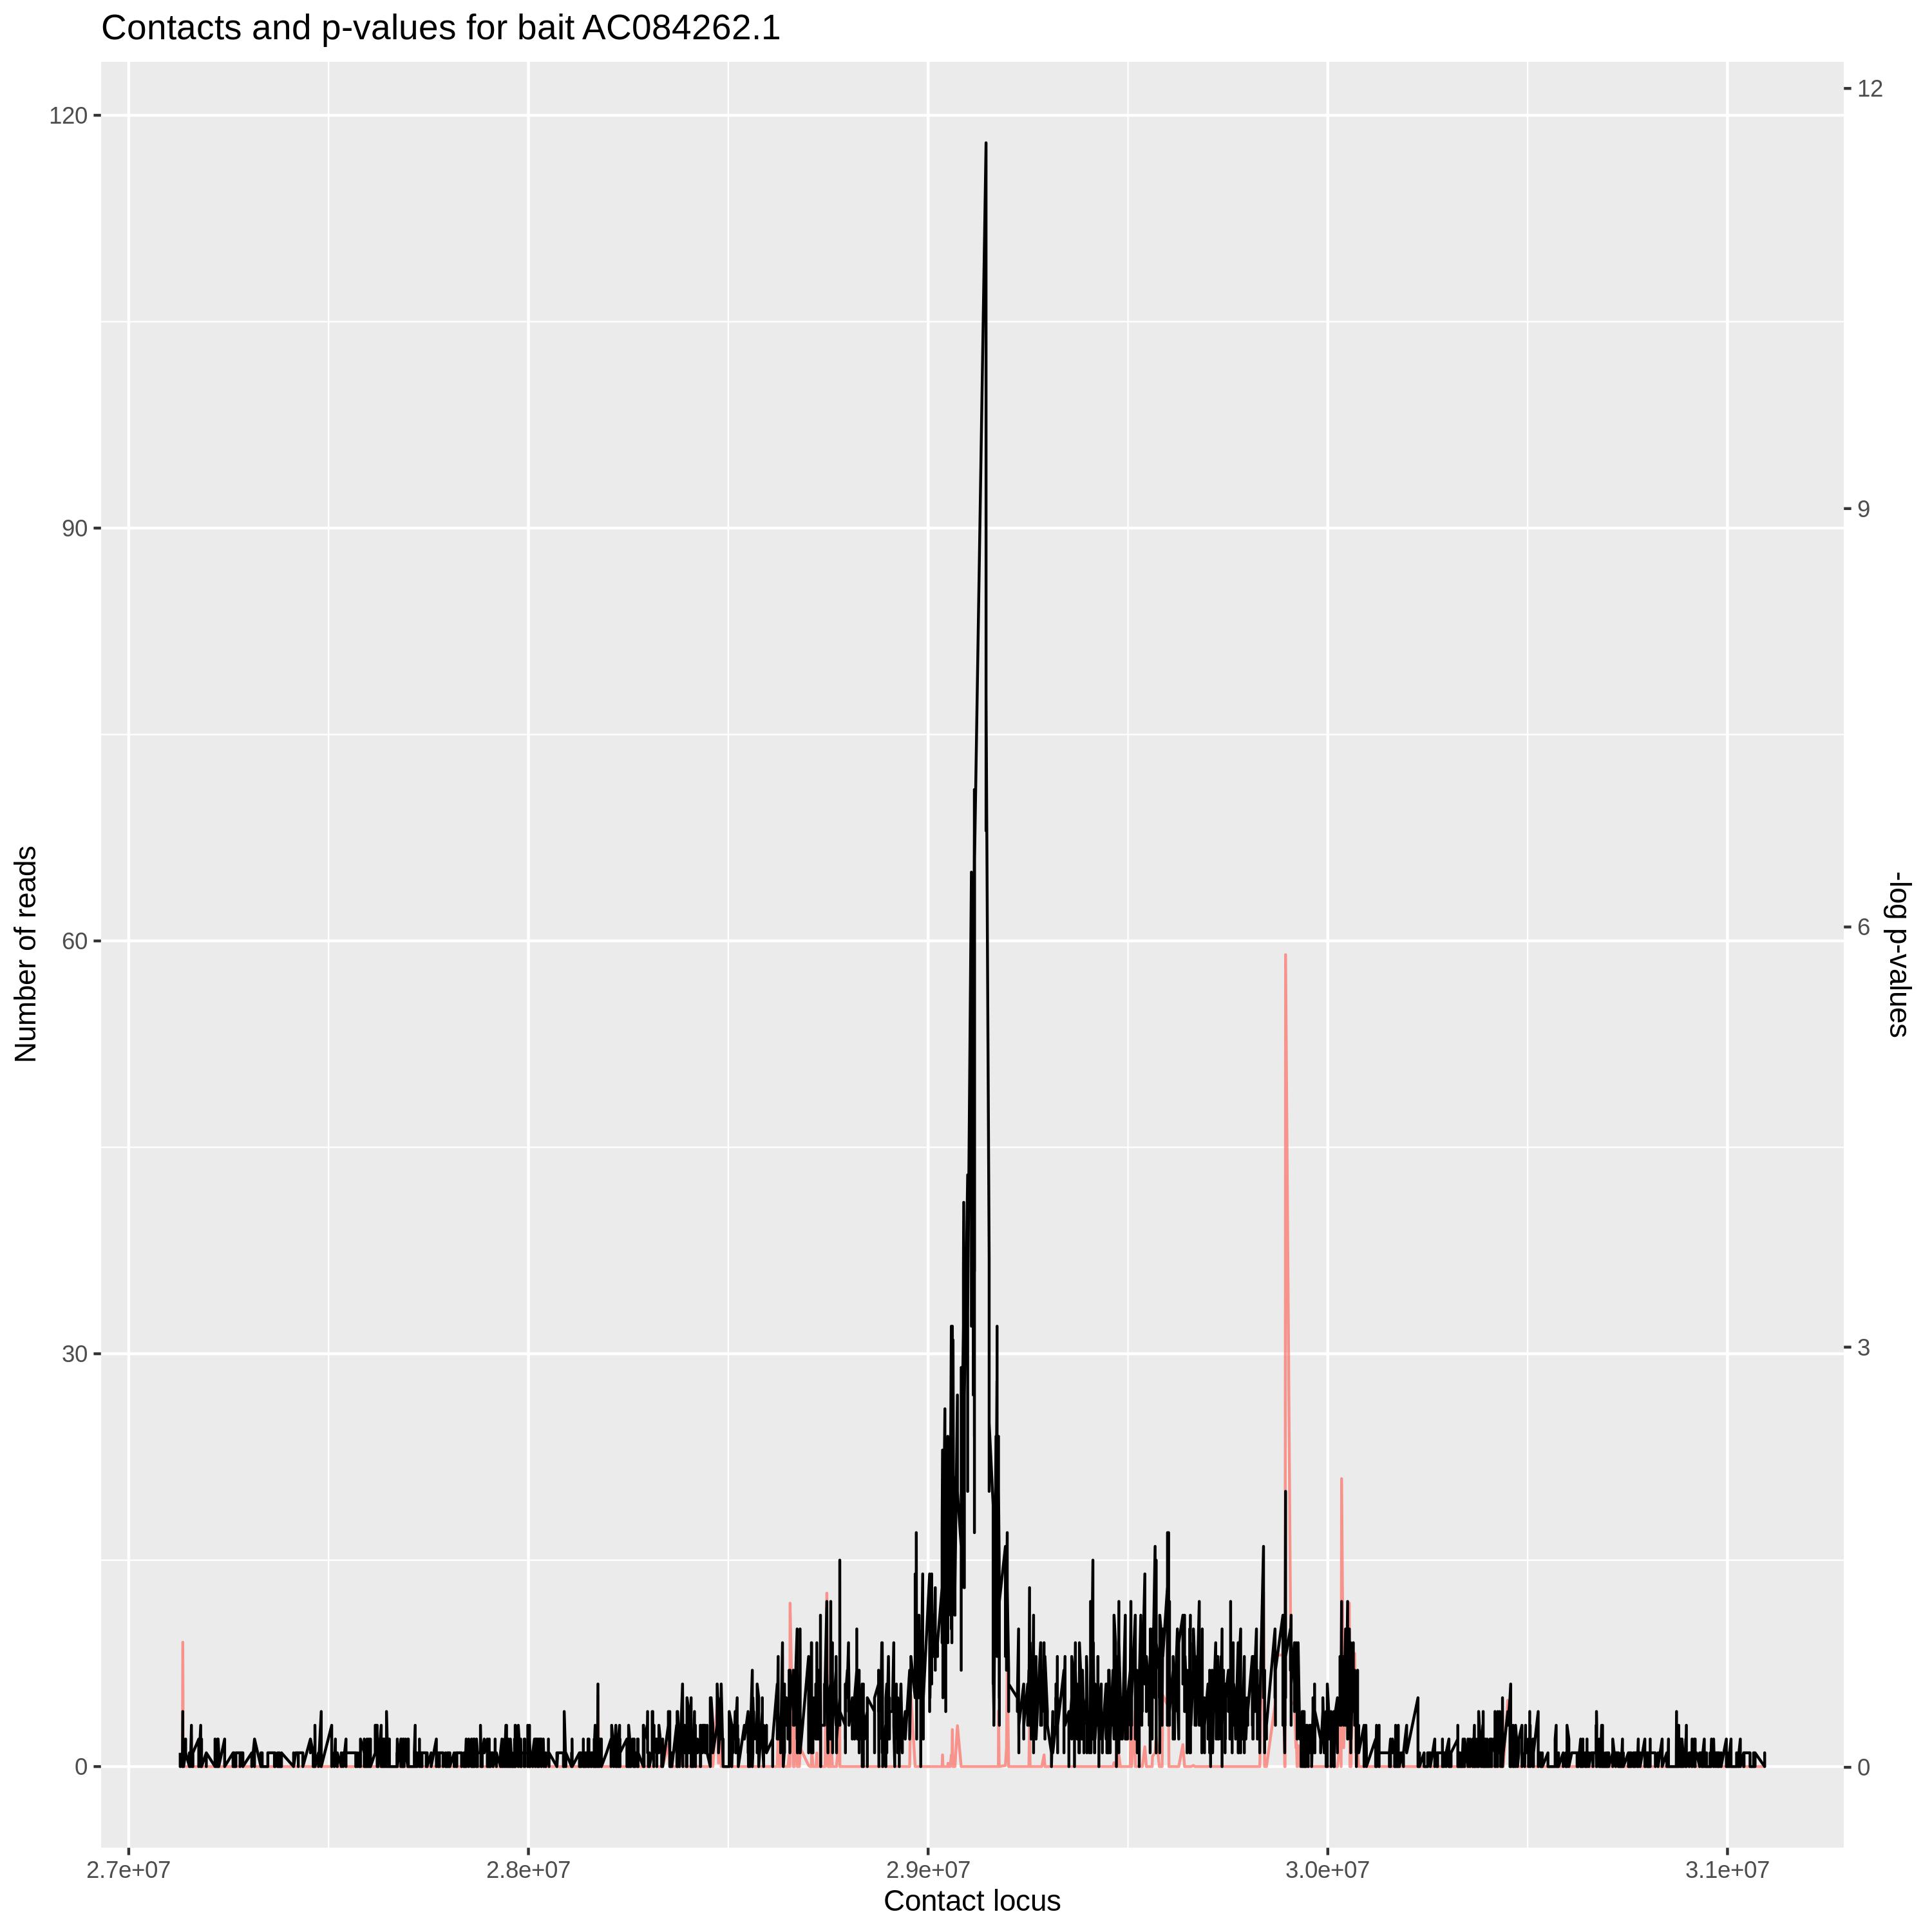 Contacts and p-values for bait AC084262.1
120
90
60
30
0
12
9
6
3
0
Number of reads
-log p-values
2.7e+07
2.8e+07
2.9e+07
3.0e+07
3.1e+07
Contact locus